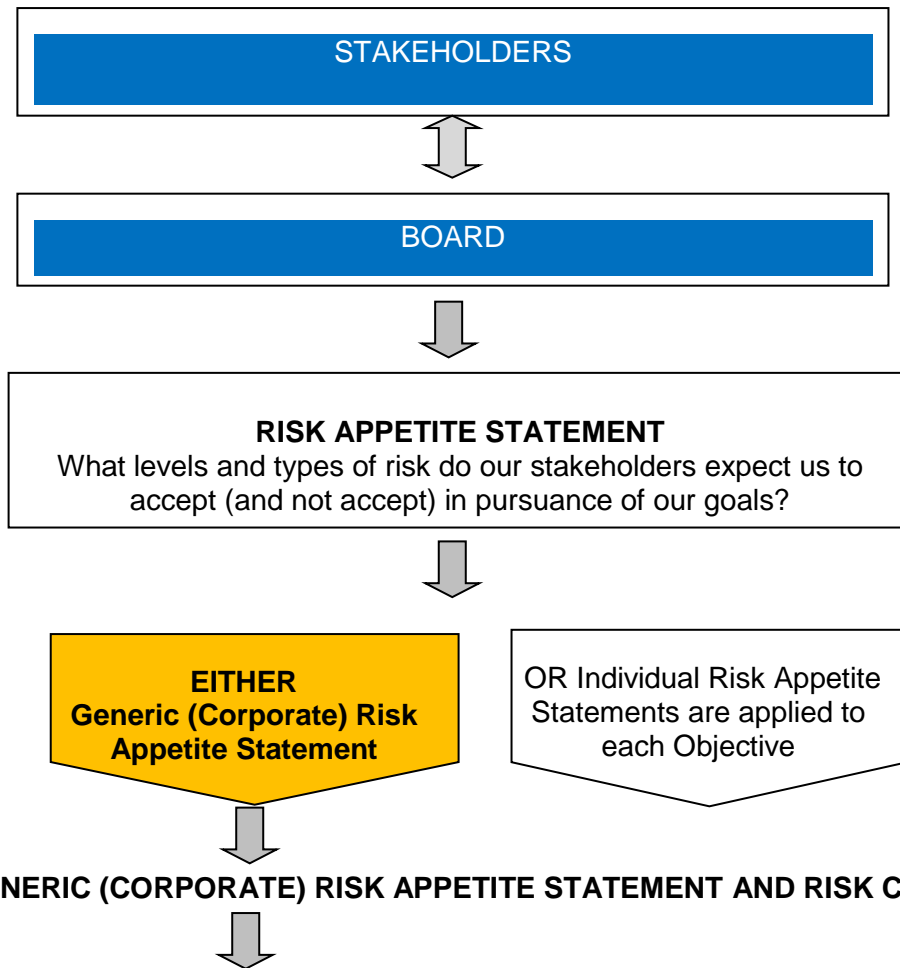 STAKEHOLDERS
BOARD
RISK APPETITE STATEMENT
What levels and types of risk do our stakeholders expect us to
accept (and not accept) in pursuance of our goals?
EITHER
Generic (Corporate) Risk
Appetite Statement
OR Individual Risk Appetite
Statements are applied to
each Objective
(CORPORATE) RISK APPETITE STATEMENT AND RISK